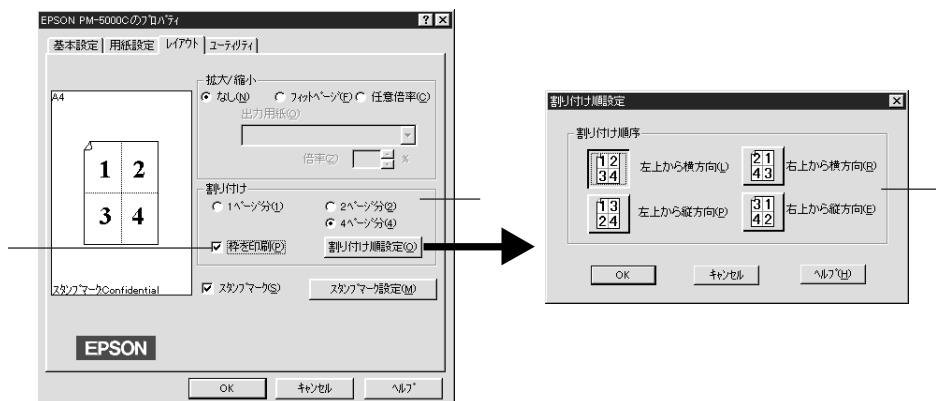 EPSON PM-5000Cのプロパティ
基本設定 用紙設定 レイアウト ユーティリティ
A4
1 2
3 4
スタンプマークConfidential
拡大/縮小
なし(N) フィットページ(F) 任意倍率(C)
出力用紙(O)
倍率(Z) %
割り付け
1ページ分(1) 2ページ分(2)
4ページ分(4)
枠を印刷(P) 割り付け順設定(O)
スタンプマーク(S) スタンプマーク設定(M)
EPSON
OK キャンセル ヘルプ
割り付け順設定
割り付け順序
12
34
左上から横方向(L)
21
43
右上から横方向(R)
13
24
左上から縦方向(P)
31
42
右上から縦方向(E)
OK キャンセル ヘルプ(H)